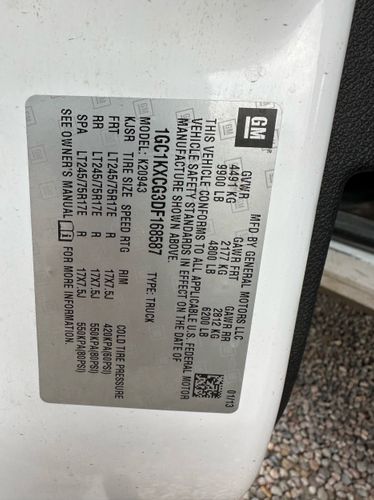 GM
MFD BY GENERAL MOTORS LLC
01/13
GVWR GAWR FRT GAWR RR
4491 KG 2177 KG 2812 KG
9900 LB 4800 LB 6200 LB
THIS VEHICLE CONFORMS TO ALL APPLICABLE U.S. FEDERAL MOTOR
VEHICLE SAFETY STANDARDS IN EFFECT ON THE DATE OF
MANUFACTURE SHOWN ABOVE.
1GC1KXCG3DF168587
TYPE: TRUCK
MODEL: K20943
KJSR TIRE SIZE SPEED RTG RIM COLD TIRE PRESSURE
FRT LT245/75R17E R 17X7.5J 420KPA(60PSI)
RR LT245/75R17E R 17X7.5J 550KPA(80PSI)
SPA LT245/75R17E R 17X7.5J 550KPA(80PSI)
SEE OWNER'S MANUAL FOR MORE INFORMATION.